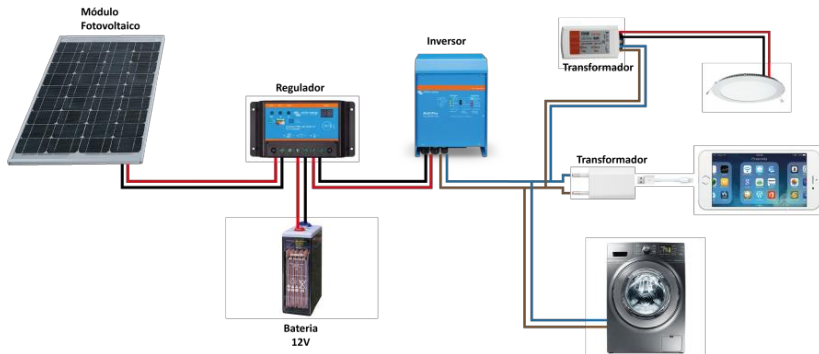 Módulo
Fotovoltaico
Regulador
Inversor
Transformador
Transformador
Bateria
12V